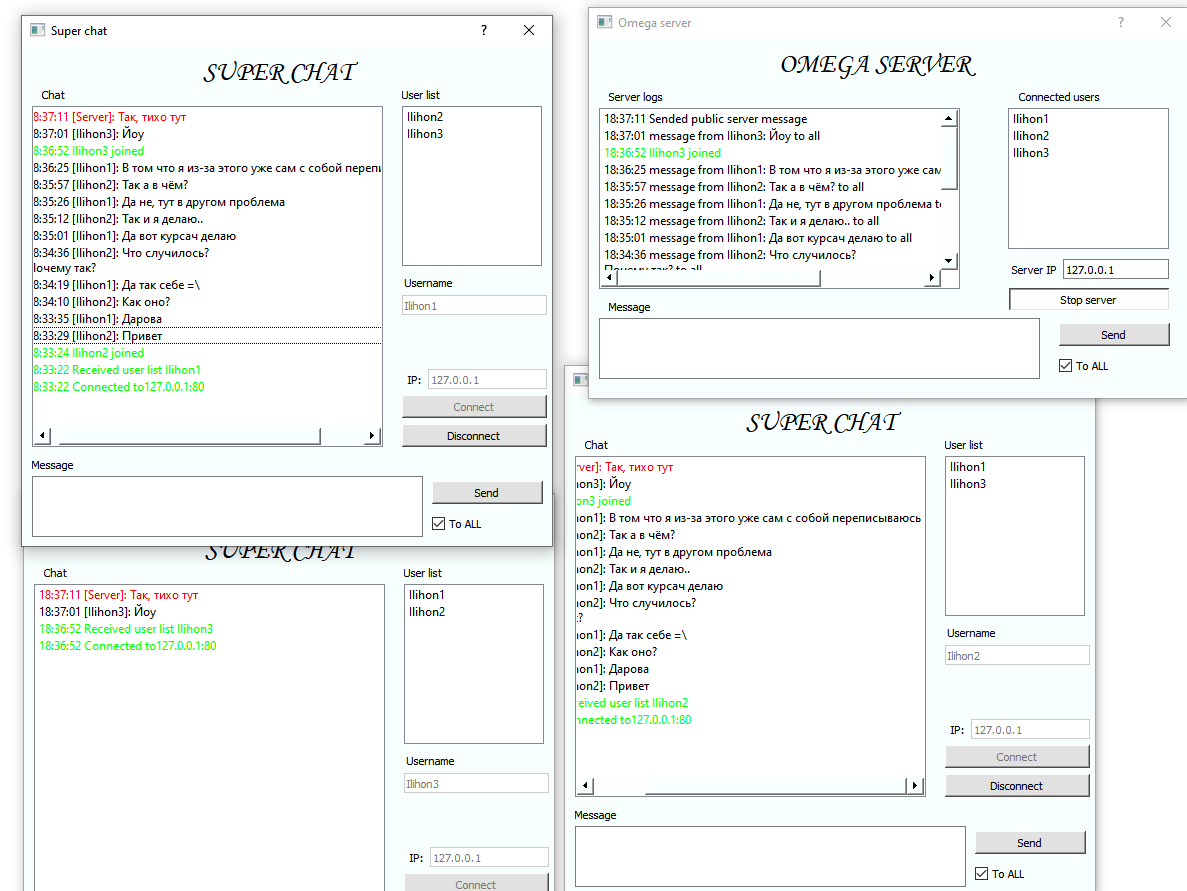 Super chat
?
SUPER CHAT
Chat
User list
8:37:11 [Server]: Так, тихо тут
8:37:01 [Ilihon3]: Йоу
8:36:52 Ilihon3 joined
8:36:25 [Ilihon1]: В том что я из-за этого уже сам с собой перепи
8:35:57 [Ilihon2]: Так а в чём?
8:35:26 [Ilihon1]: Да не, тут в другом проблема
8:35:12 [Ilihon2]: Так и я делаю..
8:35:01 [Ilihon1]: Да вот курсач делаю
8:34:36 [Ilihon2]: Что случилось?
Почему так?
8:34:19 [Ilihon1]: Да так себе =\
8:34:10 [Ilihon2]: Как оно?
8:33:35 [Ilihon1]: Дарова
8:33:29 [Ilihon2]: Привет
8:33:24 Ilihon2 joined
8:33:22 Received user list Ilihon1
8:33:22 Connected to127.0.0.1:80
Ilihon2
Ilihon3
Username
Ilihon1
IP: 127.0.0.1
Connect
Disconnect
Message
Send
To ALL
Omega server
?
OMEGA SERVER
Server logs
Connected users
18:37:11 Sended public server message
18:37:01 message from Ilihon3: Йоу to all
18:36:52 Ilihon3 joined
18:36:25 message from Ilihon1: В том что я из-за этого уже сам
18:35:57 message from Ilihon2: Так а в чём? to all
18:35:26 message from Ilihon1: Да не, тут в другом проблема to
18:35:12 message from Ilihon2: Так и я делаю.. to all
18:35:01 message from Ilihon1: Да вот курсач делаю to all
18:34:36 message from Ilihon2: Что случилось?
Почему так? to all
Ilihon1
Ilihon2
Ilihon3
Server IP 127.0.0.1
Stop server
Message
Send
To ALL
SUPER CHAT
Chat
User list
18:37:11 [Server]: Так, тихо тут
18:37:01 [Ilihon3]: Йоу
18:36:52 Received user list Ilihon3
18:36:52 Connected to127.0.0.1:80
Ilihon1
Ilihon2
Username
Ilihon3
IP: 127.0.0.1
Connect
SUPER CHAT
Chat
User list
rver]: Так, тихо тут
hon3]: Йоу
on3 joined
hon1]: В том что я из-за этого уже сам с собой переписываюсь
hon2]: Так а в чём?
hon1]: Да не, тут в другом проблема
hon2]: Так и я делаю..
hon1]: Да вот курсач делаю
hon2]: Что случилось?
?
hon1]: Да так себе =\
hon2]: Как оно?
hon1]: Дарова
hon2]: Привет
eived user list Ilihon2
nnected to127.0.0.1:80
Ilihon1
Ilihon3
Username
Ilihon2
IP: 127.0.0.1
Connect
Disconnect
Message
Send
To ALL